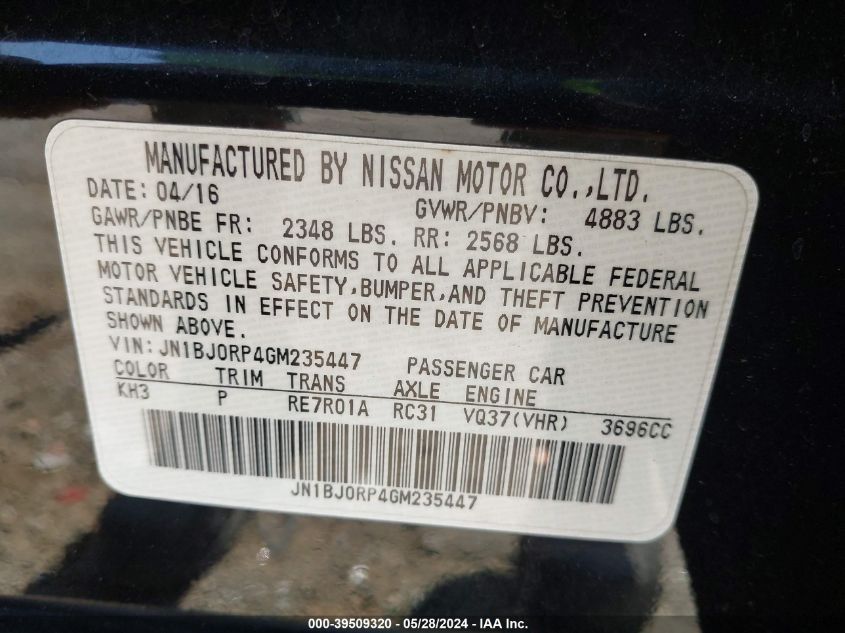 MANUFACTURED BY NISSAN MOTOR CO.,LTD.
DATE: 04/16 GVWR/PNBV: 4883 LBS.
GAWR/PNBE FR: 2348 LBS. RR: 2568 LBS.
THIS VEHICLE CONFORMS TO ALL APPLICABLE FEDERAL
MOTOR VEHICLE SAFETY,BUMPER,AND THEFT PREVENTION
STANDARDS IN EFFECT ON THE DATE OF MANUFACTURE
SHOWN ABOVE.
VIN:JN1BJ0RP4GM235447 PASSENGER CAR
COLOR TRIM TRANS AXLE ENGINE
KH3 P RE7R01A RC31 VQ37(VHR) 3696CC
JN1BJ0RP4GM235447
000-39509320 - 05/28/2024 - IAA Inc.